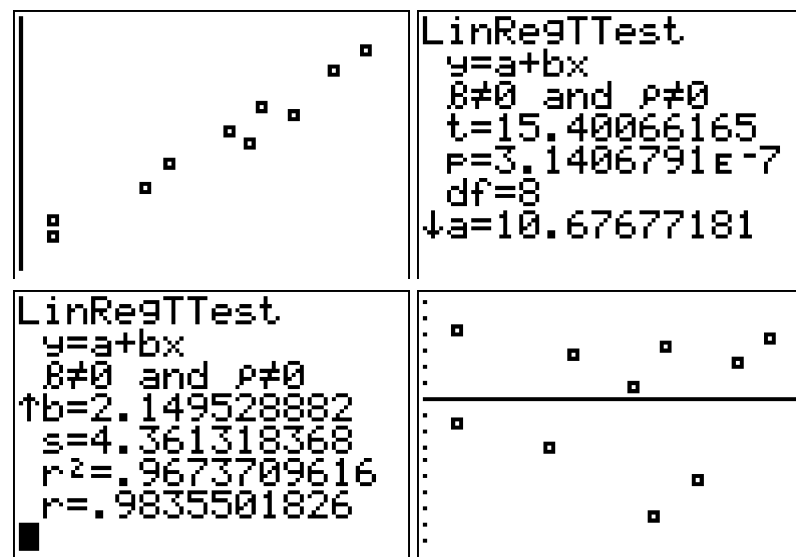 LinRegTTest
y=a+bx
β≠0 and ρ≠0
t=15.40066165
p=3.1406791ᴇ-7
df=8
↓a=10.67677181
LinRegTTest
y=a+bx
β≠0 and ρ≠0
↑b=2.149528882
s=4.361318368
r²=.9673709616
r=.9835501826